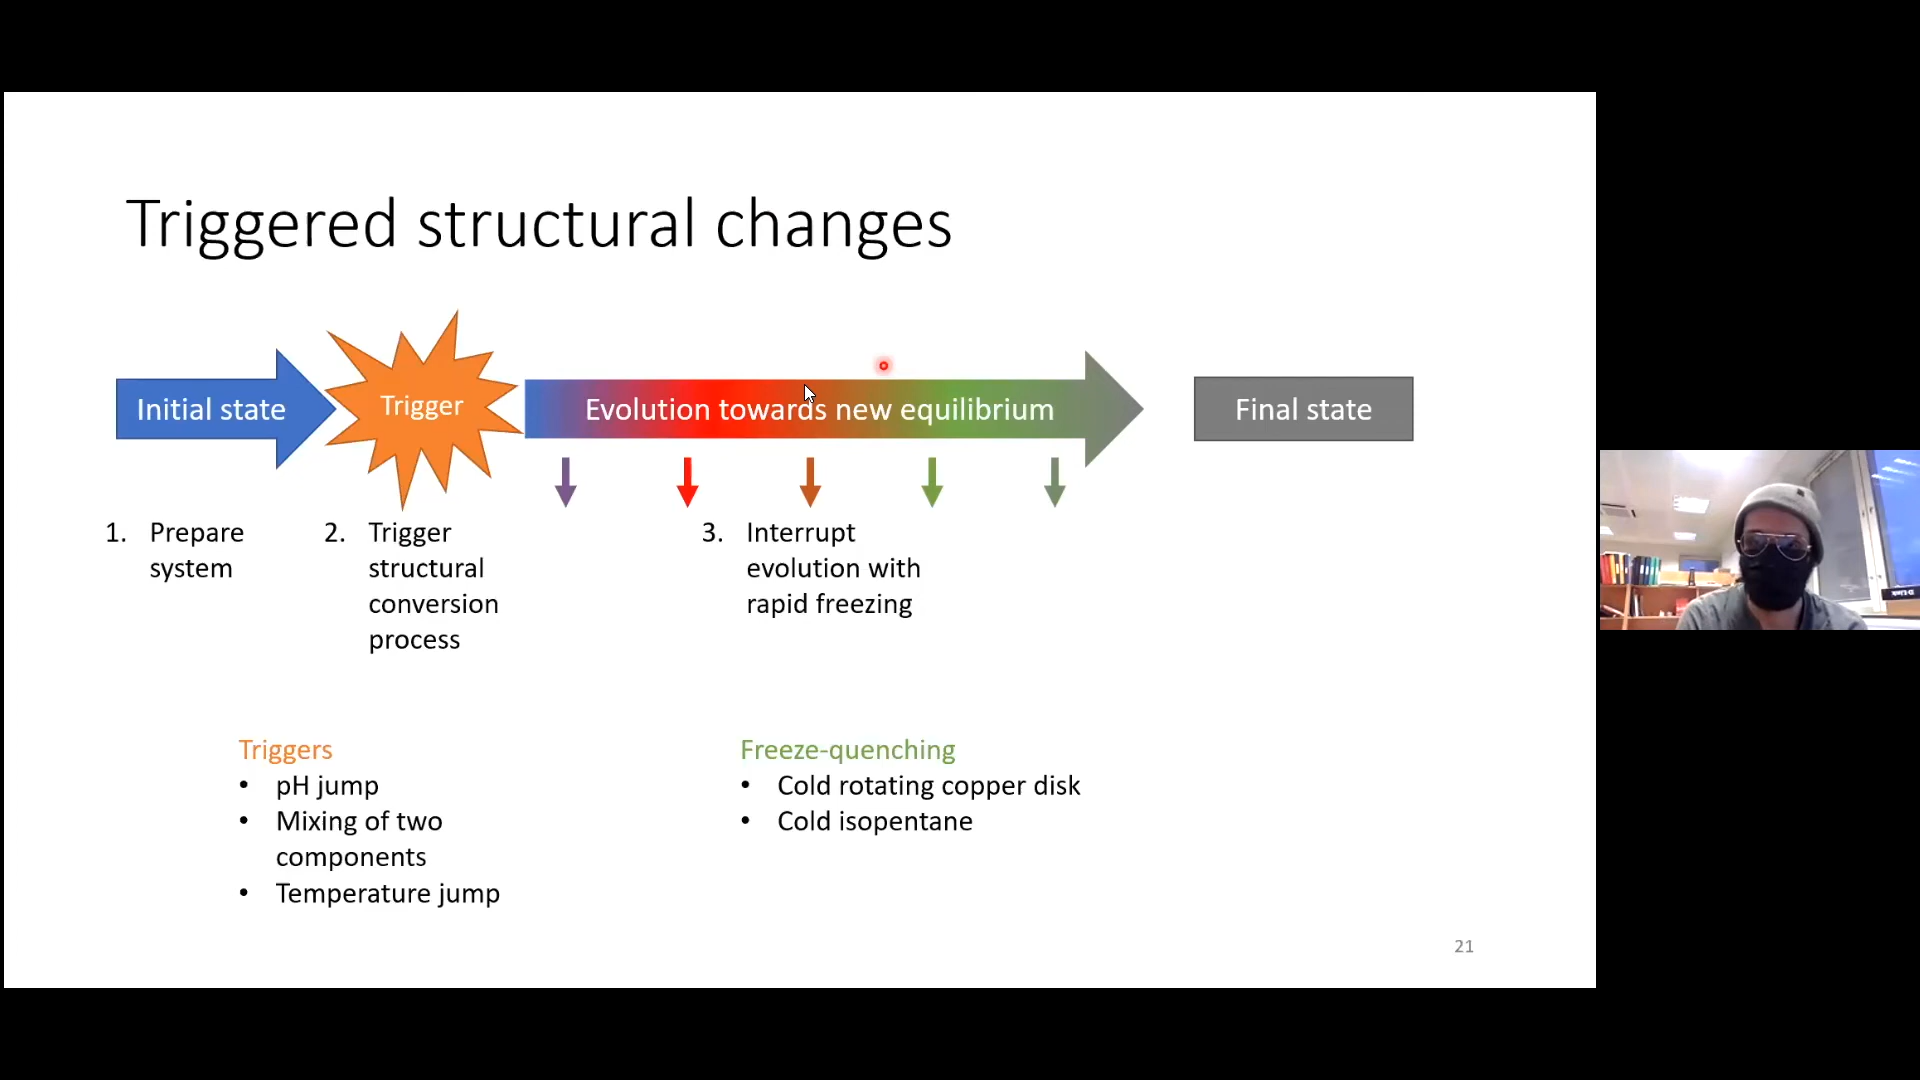 Triggered structural changes
Initial state
Trigger
Evolution towards new equilibrium
Final state
1. Prepare
system
2. Trigger
structural
conversion
process
3. Interrupt
evolution with
rapid freezing
Triggers
• pH jump
• Mixing of two
components
• Temperature jump
Freeze-quenching
• Cold rotating copper disk
• Cold isopentane
21